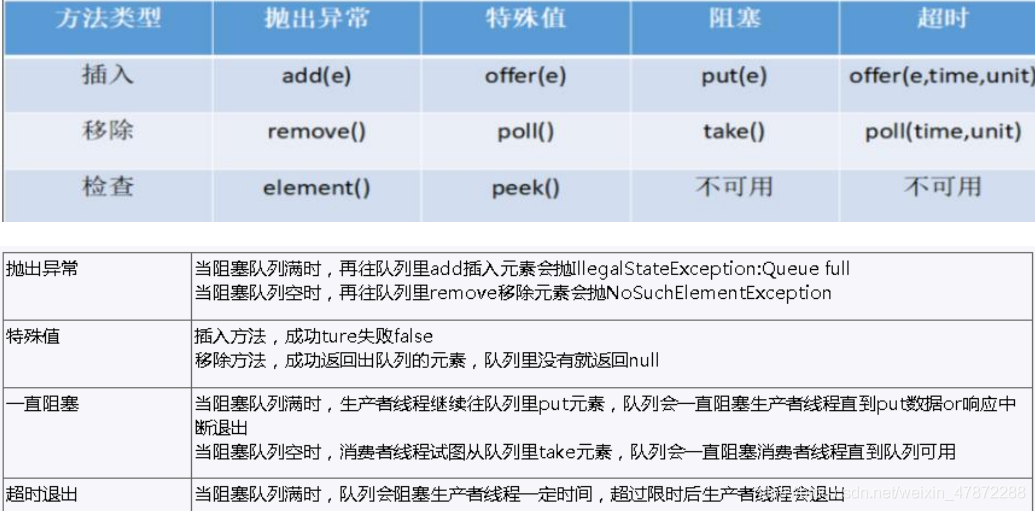 方法类型 抛出异常 特殊值 阻塞 超时
插入 add(e) offer(e) put(e) offer(e,time,unit)
移除 remove() poll() take() poll(time,unit)
检查 element() peek() 不可用 不可用
抛出异常 当阻塞队列满时，再往队列里add插入元素会抛IllegalStateException:Queue full
当阻塞队列空时，再往队列里remove移除元素会抛NoSuchElementException
特殊值 插入方法，成功ture失败false
移除方法，成功返回出队列的元素，队列里没有就返回null
一直阻塞 当阻塞队列满时，生产者线程继续往队列里put元素，队列会一直阻塞生产者线程直到put数据or响应中
断退出
当阻塞队列空时，消费者线程试图从队列里take元素，队列会一直阻塞消费者线程直到队列可用
超时退出 当阻塞队列满时，队列会阻塞生产者线程一定时间，超过限时后生产者线程会退出
sdn.net/weixin_47872288